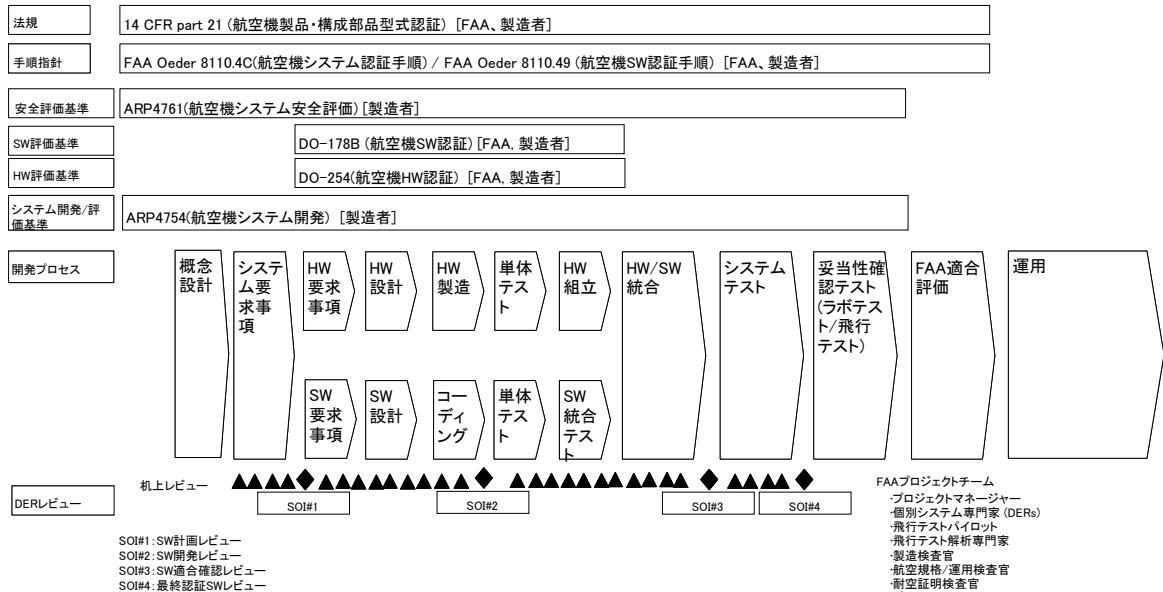 法規
14 CFR part 21 (航空機製品・構成部品型式認証) [FAA、製造者]
手順指針
FAA Oeder 8110.4C(航空機システム認証手順) / FAA Oeder 8110.49 (航空機SW認証手順) [FAA、製造者]
安全評価基準
ARP4761(航空機システム安全評価) [製造者]
SW評価基準
DO-178B (航空機SW認証) [FAA, 製造者]
HW評価基準
DO-254(航空機HW認証) [FAA, 製造者]
システム開発/評
価基準
ARP4754(航空機システム開発) [製造者]
開発プロセス
概念
設計
システ
ム要
求事
項
HW
要求
事項
HW
設計
HW
製造
単体
テス
ト
HW
組立
HW/SW
統合
システム
テスト
妥当性確
認テスト
(ラボテス
ト/飛行
テスト)
FAA適合
評価
運用
SW
要求
事項
SW
設計
コー
ディ
ング
単体
テス
ト
SW
統合
テス
ト
机上レビュー
DERレビュー
SOI#1
SOI#2
SOI#3
SOI#4
SOI#1:SW計画レビュー
SOI#2:SW開発レビュー
SOI#3:SW適合確認レビュー
SOI#4:最終認証SWレビュー
FAAプロジェクトチーム
・プロジェクトマネージャー
・個別システム専門家 (DERs)
・飛行テストパイロット
・飛行テスト解析専門家
・製造検査官
・航空規格/運用検査官
・耐空証明検査官